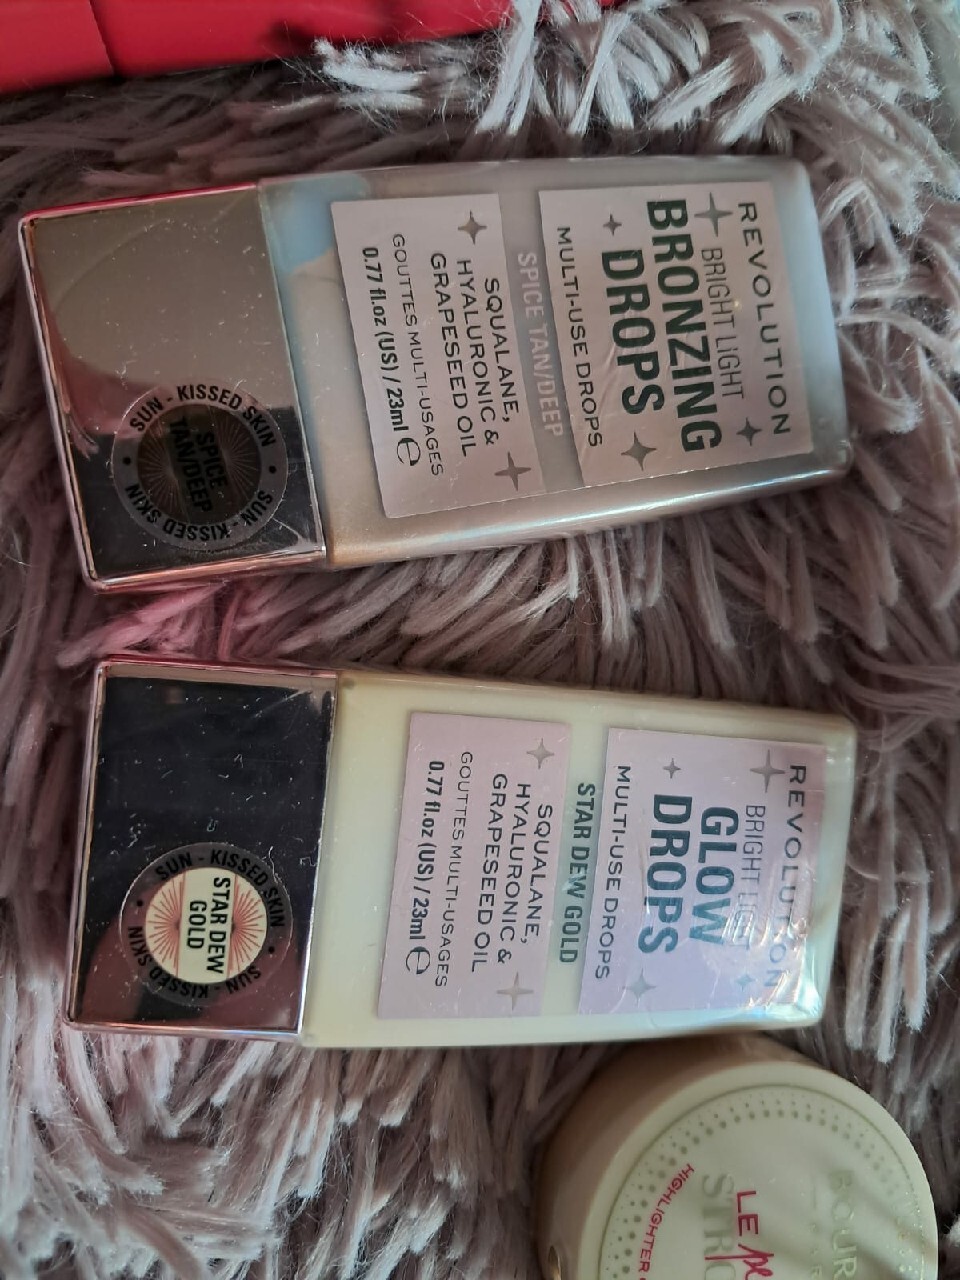 REVOLUTION
BRIGHT LIGHT
BRONZING
DROPS
MULTI-USE DROPS
SPICE TAN/DEEP
SQUALANE,
HYALURONIC &
GRAPESEED OIL
GOUTTES MULTI-USAGES
0.77 fl.oz (US) / 23ml ℮
SUN - KISSED SKIN
SPICE
TAN/DEEP
SUN - KISSED SKIN
REVOLUTION
BRIGHT LIGHT
GLOW
DROPS
MULTI-USE DROPS
STAR DEW GOLD
SQUALANE,
HYALURONIC &
GRAPESEED OIL
GOUTTES MULTI-USAGES
0.77 fl.oz (US) / 23ml ℮
SUN - KISSED SKIN
STAR DEW
GOLD
SUN - KISSED SKIN
LE
HIGHLIGHTER